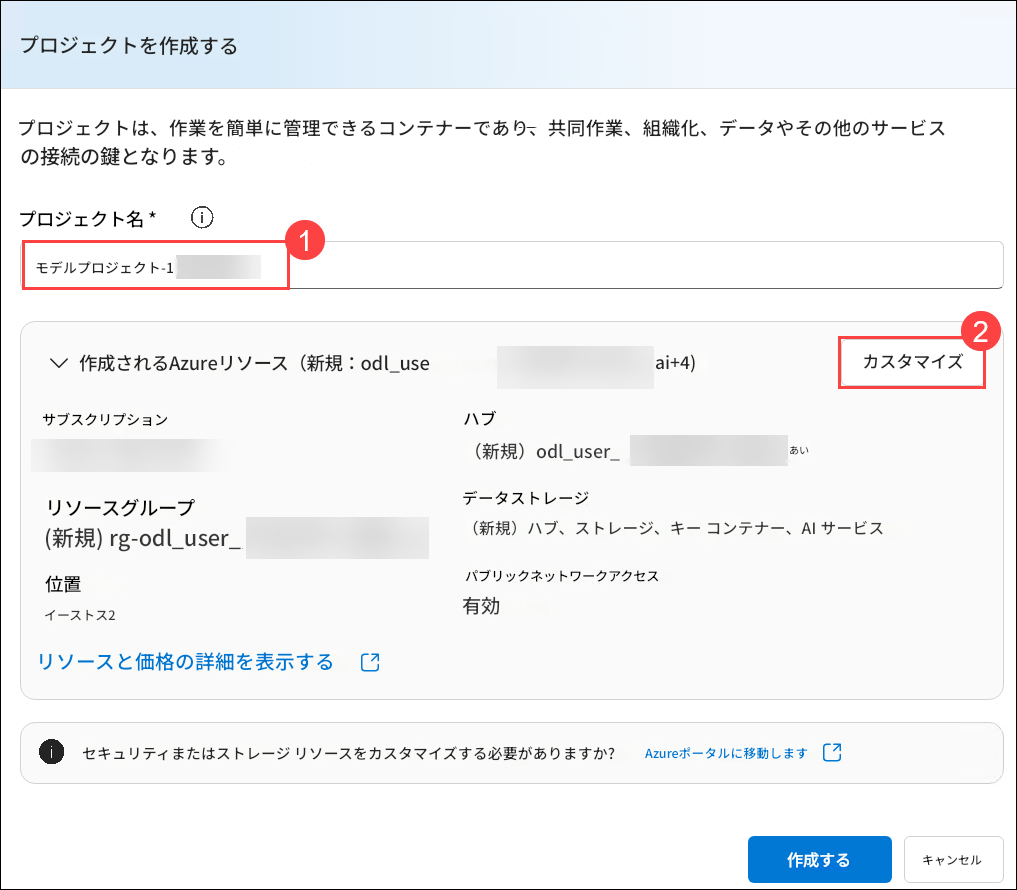 プロジェクトを作成する
プロジェクトは、作業を簡単に管理できるコンテナーであり、共同作業、組織化、データやその他のサービス
の接続の鍵となります。
プロジェクト名 *
1
モデルプロジェクト-1
2
作成されるAzureリソース（新規：odl_use ai+4)
カスタマイズ
サブスクリプション
ハブ
（新規）odl_user_ あい
リソースグループ
(新規) rg-odl_user_
データストレージ
（新規）ハブ、ストレージ、キー コンテナー、AI サービス
位置
イーストス2
パブリックネットワークアクセス
有効
リソースと価格の詳細を表示する
セキュリティまたはストレージ リソースをカスタマイズする必要がありますか? Azureポータルに移動します
作成する
キャンセル